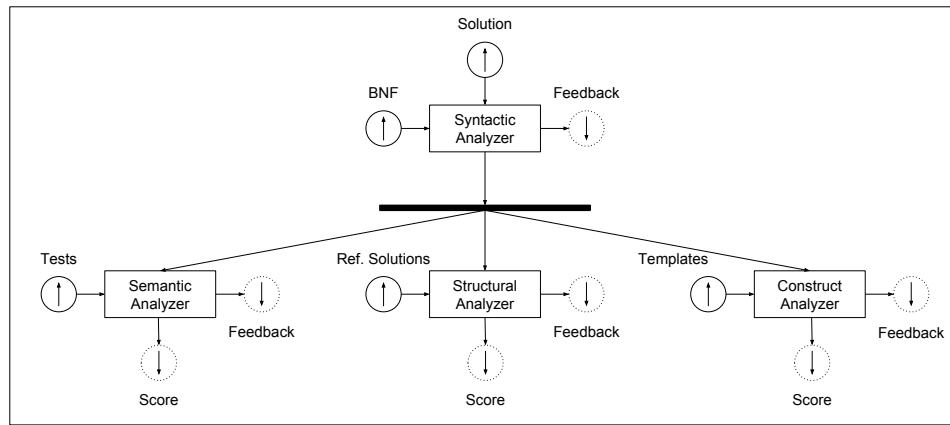 Solution
BNF
Feedback
Syntactic
Analyzer
Tests
Ref. Solutions
Templates
Semantic
Analyzer
Structural
Analyzer
Construct
Analyzer
Feedback
Feedback
Feedback
Score
Score
Score